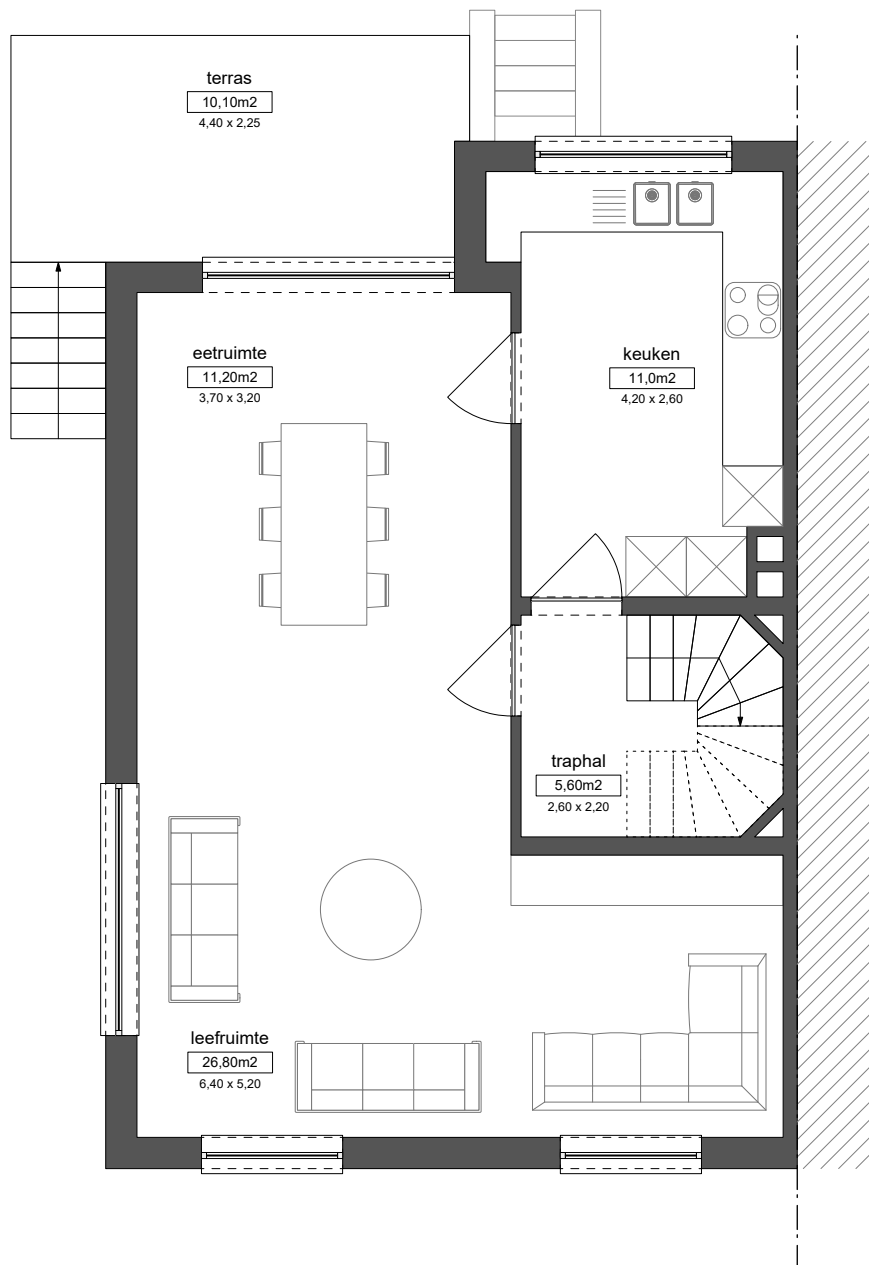 terras
10,10m2
4,40 x 2,25
eetruimte
11,20m2
3,70 x 3,20
keuken
11,0m2
4,20 x 2,60
traphal
5,60m2
2,60 x 2,20
leefruimte
26,80m2
6,40 x 5,20